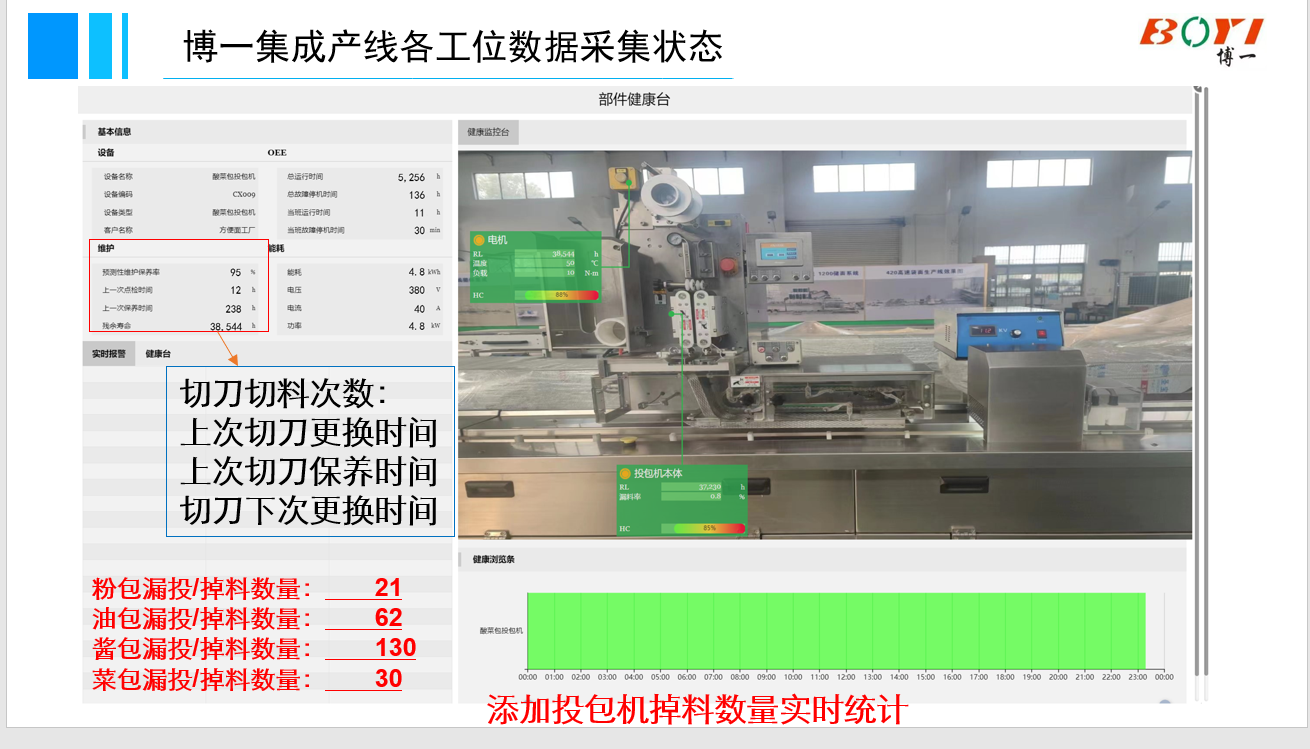 博一集成产线各工位数据采集状态
BOYI
博一
部件健康台
基本信息
设备
OEE
设备名称 酸菜包投包机
设备编码 CX009
设备类型 酸菜包投包机
客户名称 方便面工厂
总运行时间 5,256 h
总故障停机时间 136 h
当班运行时间 11 h
当班故障停机时间 30 min
维护
能耗
预测性维护保养率 95 %
上一次点检时间 12 h
上一次保养时间 238 h
残余寿命 38,544 h
能耗 4.8 kWh
电压 380 V
电流 40 A
功率 4.8 kW
实时报警 健康台
切刀切料次数：
上次切刀更换时间
上次切刀保养时间
切刀下次更换时间
粉包漏投/掉料数量： 21
油包漏投/掉料数量： 62
酱包漏投/掉料数量： 130
菜包漏投/掉料数量： 30
健康监控台
电机
RL 38,544 h
温度 50 ℃
负载 10 N·m
HC 88%
投包机本体
RL 37,230 h
漏料率 0.8 %
HC 85%
健康浏览条
酸菜包投包机
00:00 01:00 02:00 03:00 04:00 05:00 06:00 07:00 08:00 09:00 10:00 11:00 12:00 13:00 14:00 15:00 16:00 17:00 18:00 19:00 20:00 21:00 22:00 23:00 00:00
添加投包机掉料数量实时统计